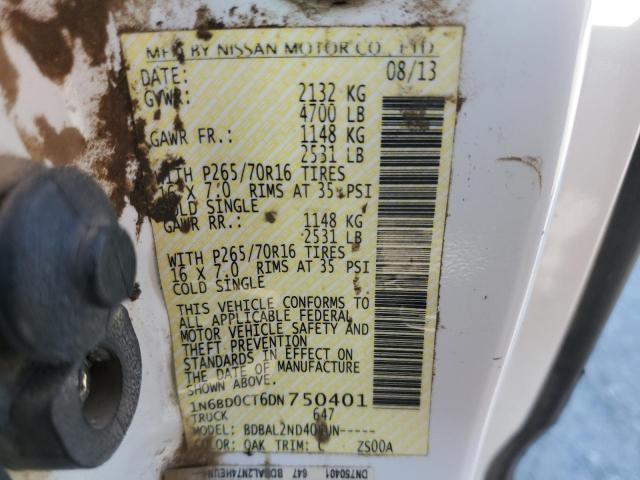 MFD BY NISSAN MOTOR CO., LTD.
DATE: 08/13
GVWR: 2132 KG
4700 LB
GAWR FR.: 1148 KG
2531 LB
WITH P265/70R16 TIRES
16 X 7.0 RIMS AT 35 PSI
COLD SINGLE
GAWR RR.: 1148 KG
2531 LB
WITH P265/70R16 TIRES
16 X 7.0 RIMS AT 35 PSI
COLD SINGLE
THIS VEHICLE CONFORMS TO
ALL APPLICABLE FEDERAL
MOTOR VEHICLE SAFETY AND
THEFT PREVENTION
STANDARDS IN EFFECT ON
THE DATE OF MANUFACTURE
SHOWN ABOVE.
1N6BD0CT6DN750401
TRUCK 647
MODEL:
COLOR: QAK TRIM: C ZS00A
DN750401 647